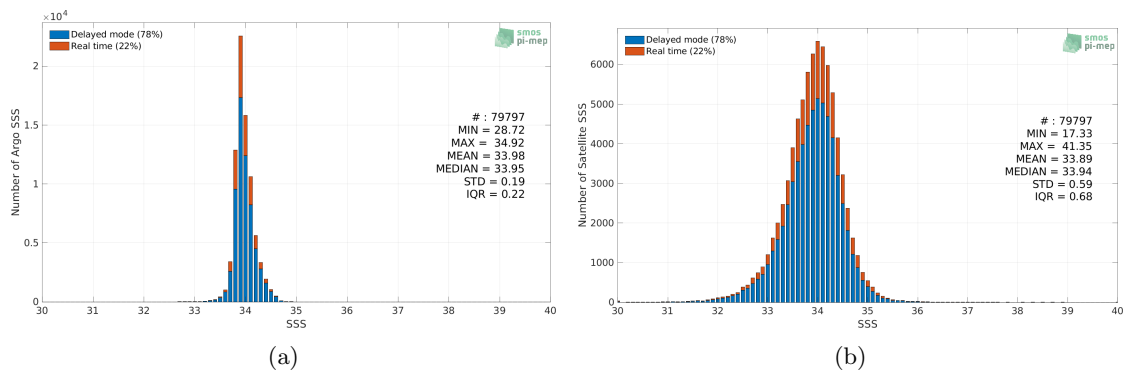 ×10⁴
Delayed mode (78%)
Real time (22%)
smos
pi-mep
2
1.5
1
0.5
0
Number of Argo SSS
# : 79797
MIN = 28.72
MAX = 34.92
MEAN = 33.98
MEDIAN = 33.95
STD = 0.19
IQR = 0.22
30 31 32 33 34 35 36 37 38 39 40
SSS
(a)
Delayed mode (78%)
Real time (22%)
smos
pi-mep
6000
5000
4000
3000
2000
1000
0
Number of Satellite SSS
# : 79797
MIN = 17.33
MAX = 41.35
MEAN = 33.89
MEDIAN = 33.94
STD = 0.59
IQR = 0.68
30 31 32 33 34 35 36 37 38 39 40
SSS
(b)